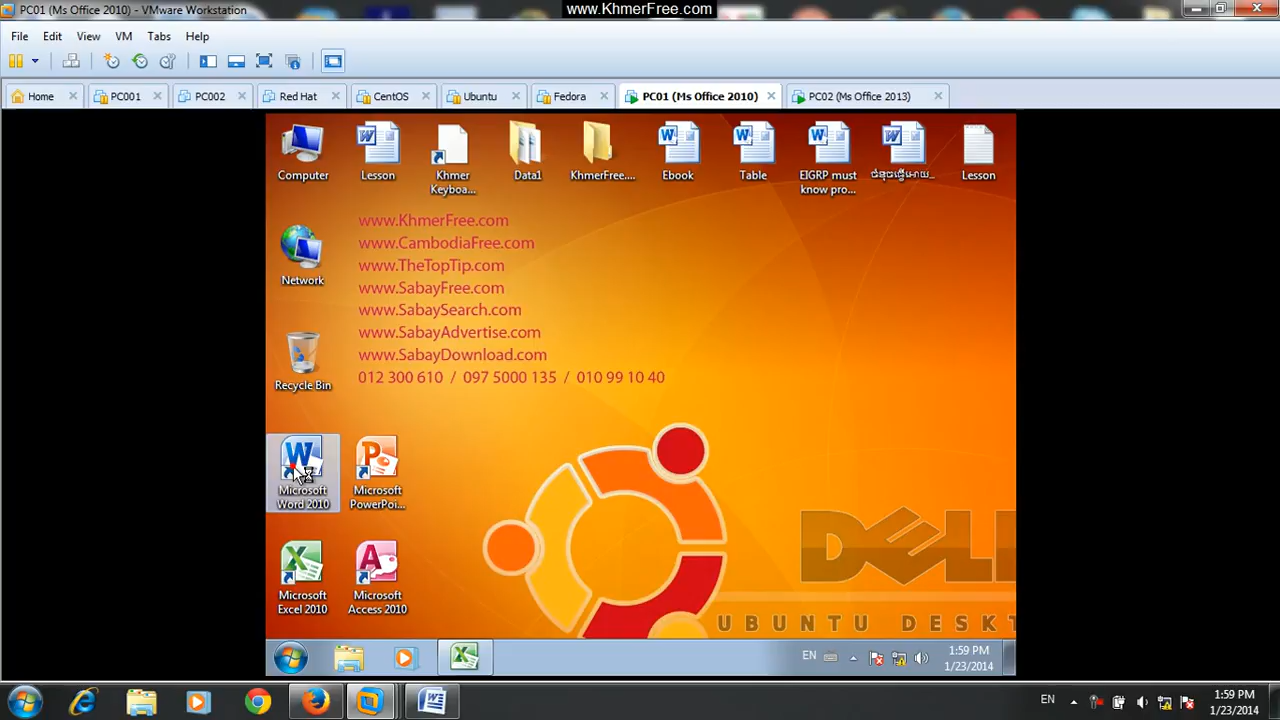 PC01 (Ms Office 2010) - VMware Workstation
www.KhmerFree.com
File Edit View VM Tabs Help
Home PC001 PC002 Red Hat CentOS Ubuntu Fedora PC01 (Ms Office 2010) PC02 (Ms Office 2013)
Computer
Lesson
Khmer
Keyboa...
Data1
KhmerFree....
Ebook
Table
EIGRP must
know pro...
Lesson
www.KhmerFree.com
www.CambodiaFree.com
www.TheTopTip.com
www.SabayFree.com
www.SabaySearch.com
www.SabayAdvertise.com
www.SabayDownload.com
012 300 610 / 097 5000 135 / 010 99 10 40
Network
Recycle Bin
Microsoft
Word 2010
Microsoft
PowerPoi...
Microsoft
Excel 2010
Microsoft
Access 2010
DELL
UBUNTU DESKT
EN
1:59 PM
1/23/2014
EN
1:59 PM
1/23/2014